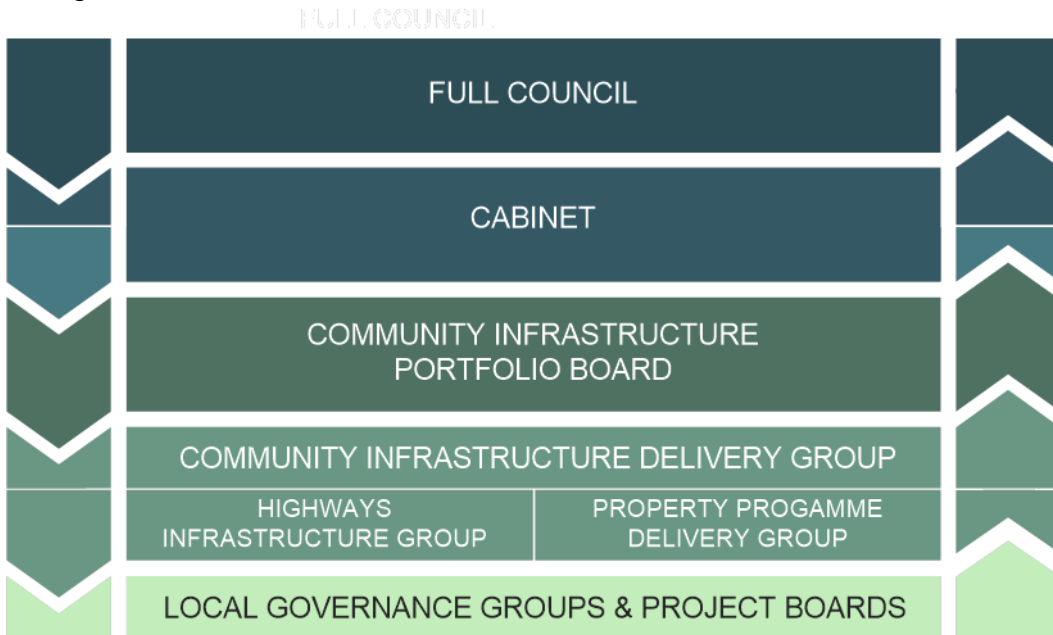 FULL COUNCIL
FULL COUNCIL
CABINET
COMMUNITY INFRASTRUCTURE
PORTFOLIO BOARD
COMMUNITY INFRASTRUCTURE DELIVERY GROUP
HIGHWAYS
INFRASTRUCTURE GROUP
PROPERTY PROGAMME
DELIVERY GROUP
LOCAL GOVERNANCE GROUPS & PROJECT BOARDS